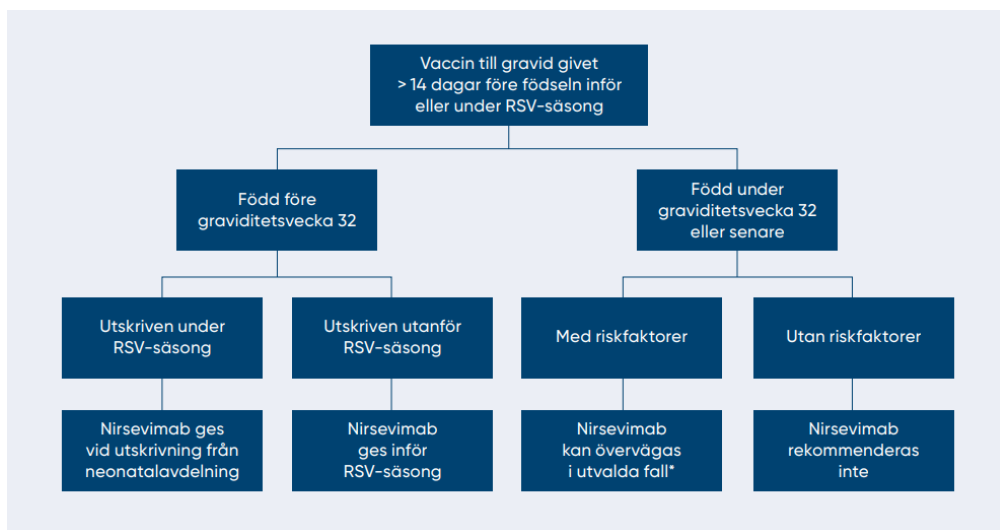 Vaccin till gravid givet
> 14 dagar före födseln inför
eller under RSV-säsong
Född före
graviditetsvecka 32
Född under
graviditetsvecka 32
eller senare
Utskriven under
RSV-säsong
Utskriven utanför
RSV-säsong
Med riskfaktorer
Utan riskfaktorer
Nirsevimab ges
vid utskrivning från
neonatalavdelning
Nirsevimab
ges inför
RSV-säsong
Nirsevimab
kan övervägas
i utvalda fall*
Nirsevimab
rekommenderas
inte